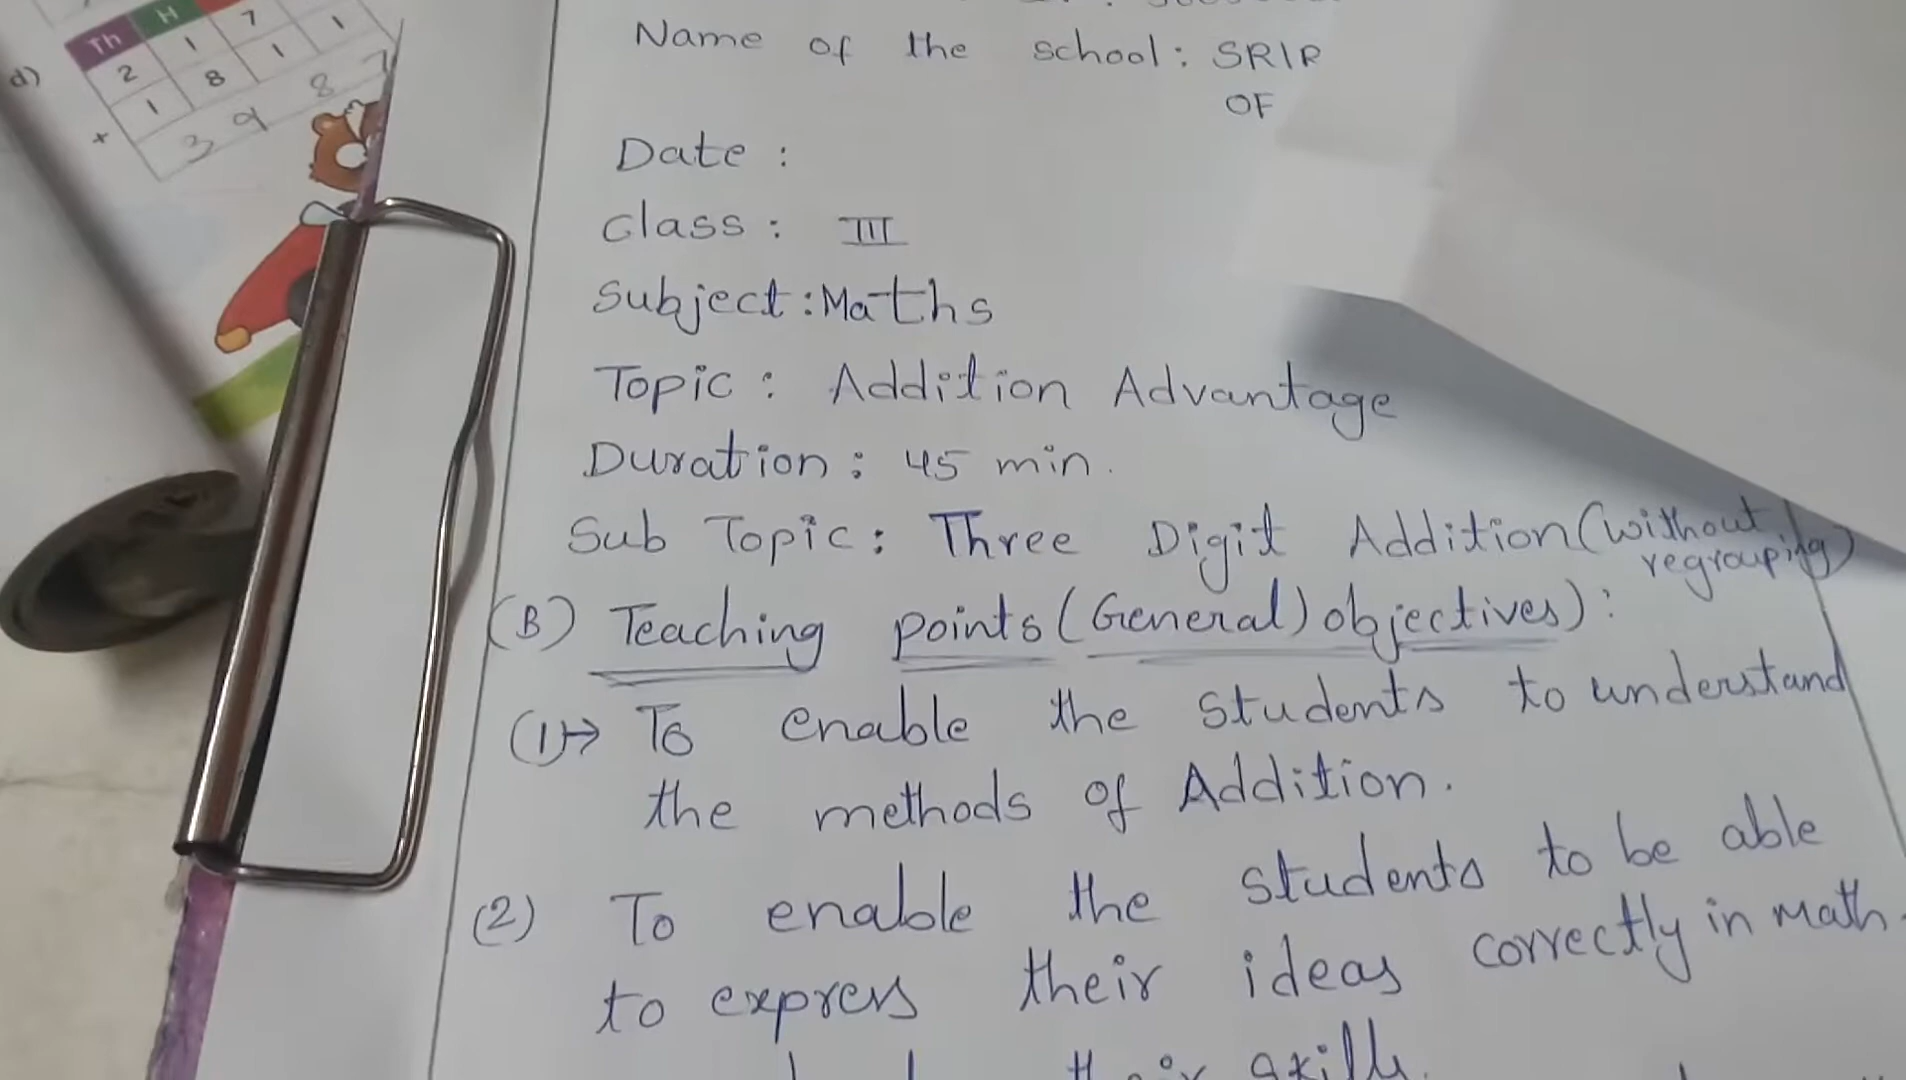 d)
Th H
2 1 7 1
+ 1 8 1 1
3 9 8 7
Name of the school: SRIR
OF
Date :
Class : III
Subject : Maths
Topic : Addition Advantage
Duration : 45 min.
Sub Topic : Three Digit Addition (without
regrouping)
(B) Teaching points (General) objectives) :
(1)→ To enable the students to understand
the methods of Addition.
(2) To enable the students to be able
to express their ideas correctly in math
their skills.